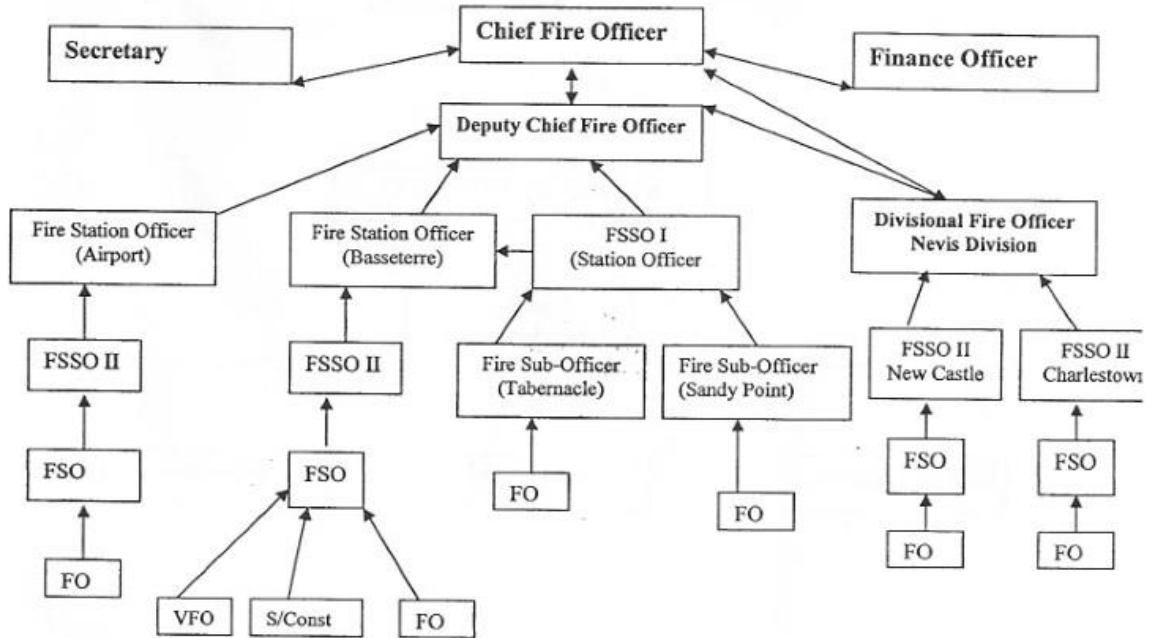 Chief Fire Officer
Secretary
Finance Officer
Deputy Chief Fire Officer
Fire Station Officer
(Airport)
Fire Station Officer
(Basseterre)
FSSO I
(Station Officer
Divisional Fire Officer
Nevis Division
FSSO II
FSSO II
Fire Sub-Officer
(Tabernacle)
Fire Sub-Officer
(Sandy Point)
FSSO II
New Castle
FSSO II
Charlestown
FSO
FSO
FO
FO
FSO
FSO
FO
VFO
S/Const
FO
FO
FO